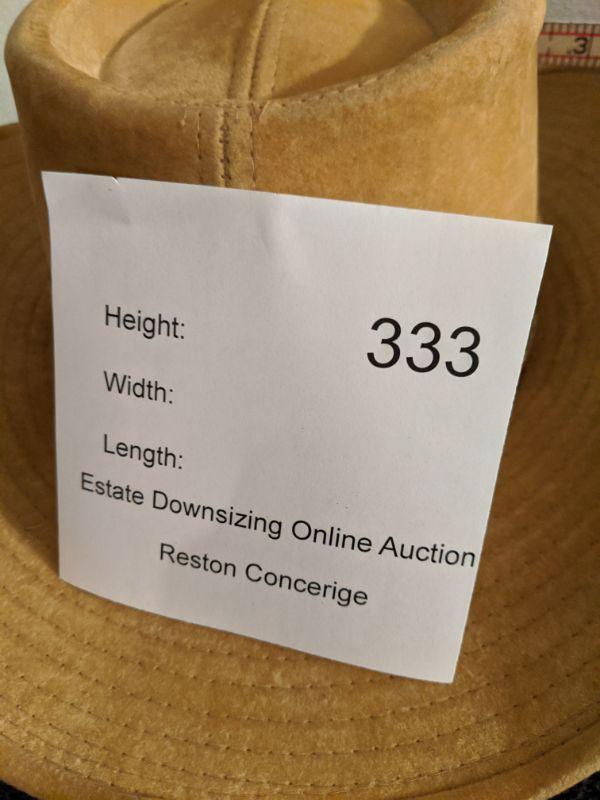 3
Height:
333
Width:
Length:
Estate Downsizing Online Auction
Reston Concerige